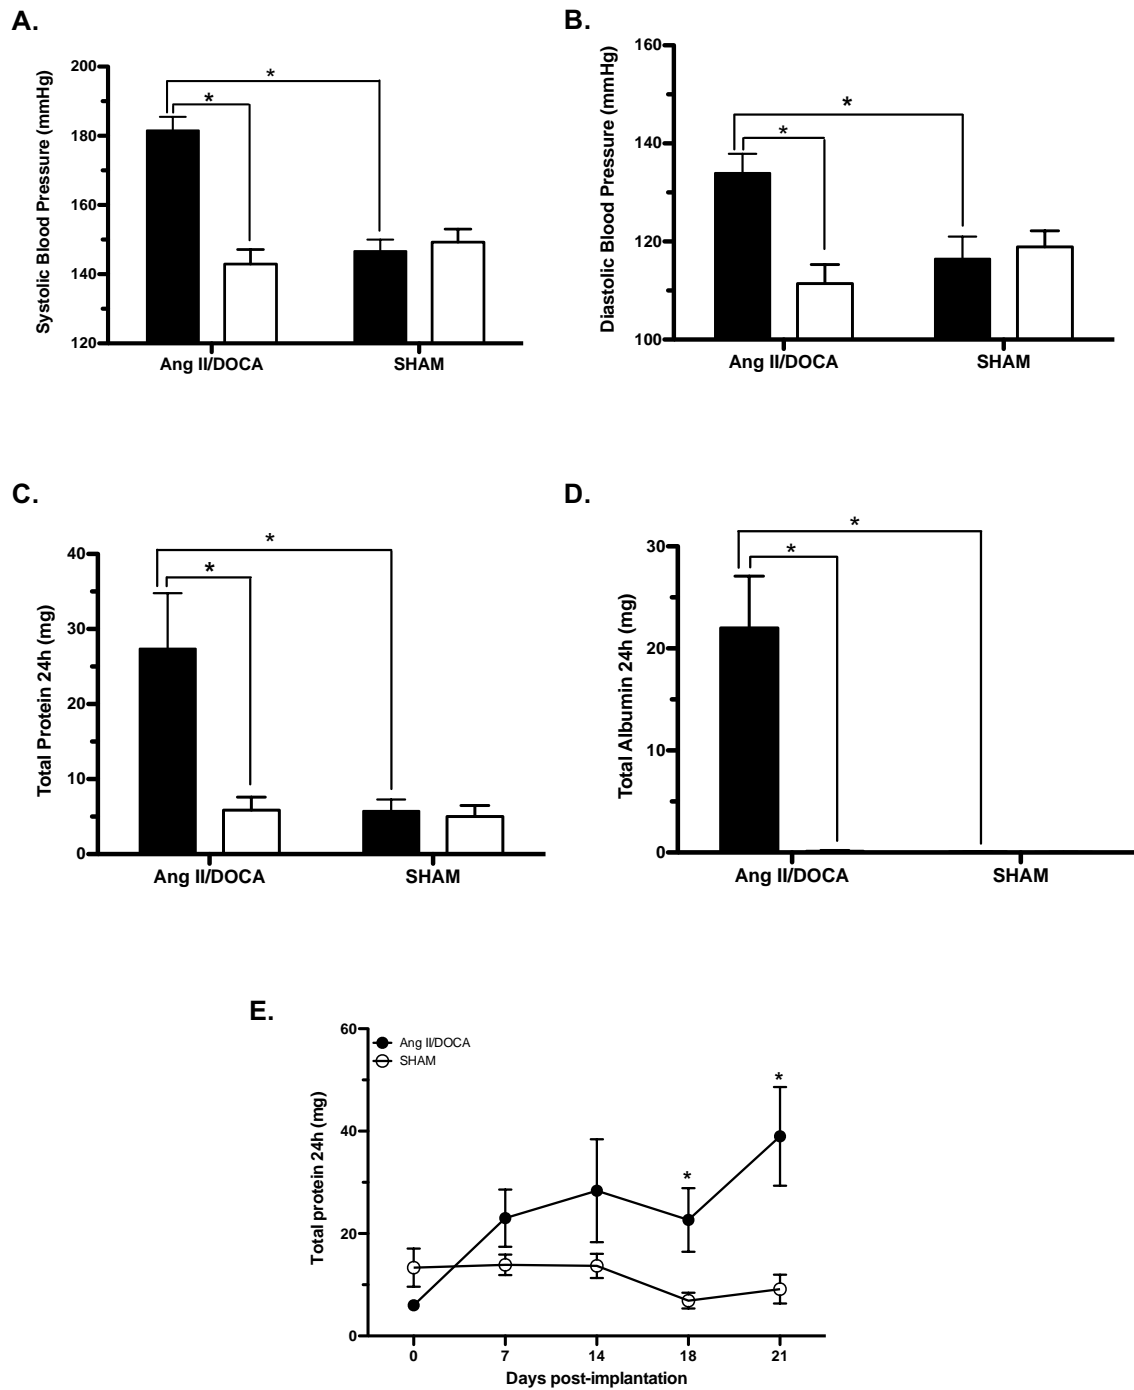 A.
Systolic Blood Pressure (mmHg)
200
180
160
140
120
*
*
Ang II/DOCA
SHAM
B.
Diastolic Blood Pressure (mmHg)
160
140
120
100
*
*
Ang II/DOCA
SHAM
C.
Total Protein 24h (mg)
40
30
20
10
0
*
*
Ang II/DOCA
SHAM
D.
Total Albumin 24h (mg)
30
20
10
0
*
*
Ang II/DOCA
SHAM
E.
Total protein 24h (mg)
60
40
20
0
Ang II/DOCA
SHAM
*
*
0 7 14 18 21
Days post-implantation